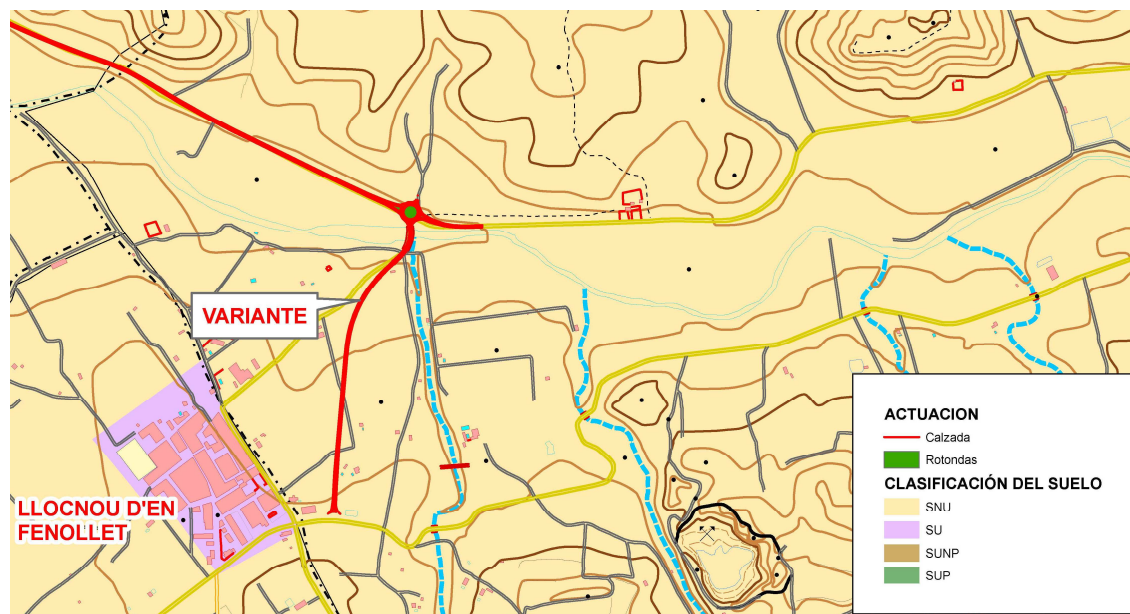 VARIANTE
LLOCNOU D'EN
FENOLLET
ACTUACION
Calzada
Rotondas
CLASIFICACIÓN DEL SUELO
SNU
SU
SUNP
SUP